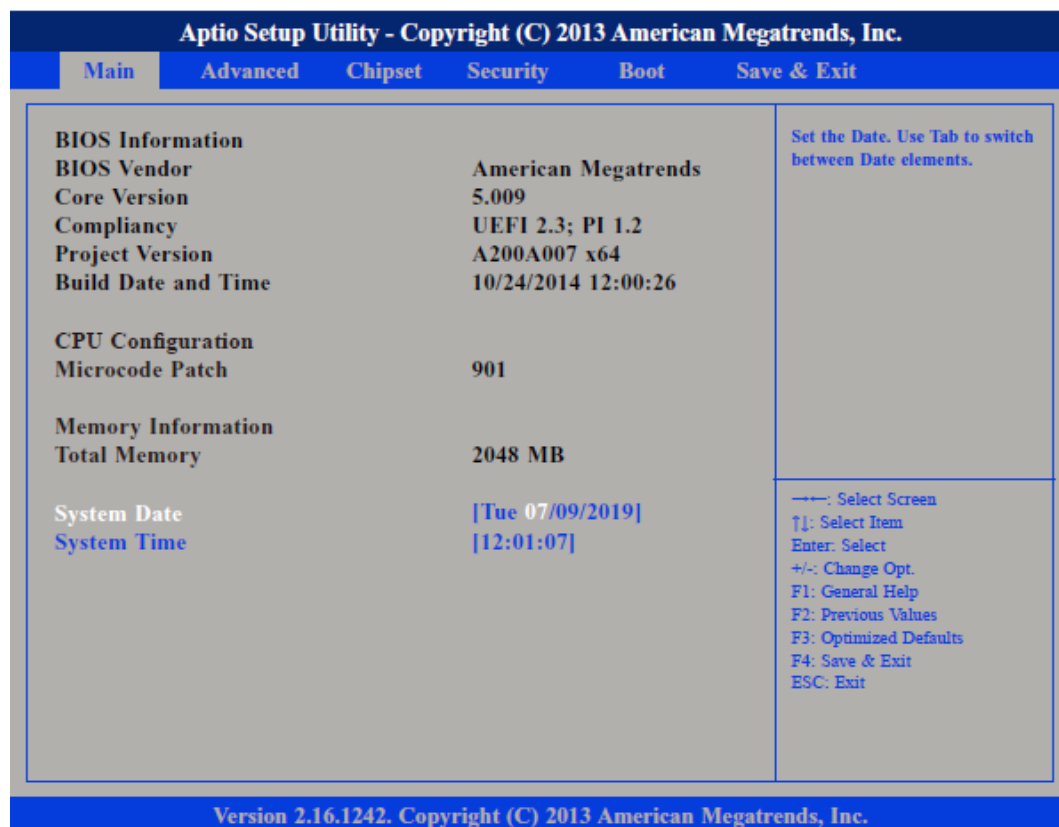 Aptio Setup Utility - Copyright (C) 2013 American Megatrends, Inc.
Main Advanced Chipset Security Boot Save & Exit
BIOS Information
BIOS Vendor American Megatrends
Core Version 5.009
Compliancy UEFI 2.3; PI 1.2
Project Version A200A007 x64
Build Date and Time 10/24/2014 12:00:26
CPU Configuration
Microcode Patch 901
Memory Information
Total Memory 2048 MB
System Date [Tue 07/09/2019]
System Time [12:01:07]
Set the Date. Use Tab to switch
between Date elements.
→←: Select Screen
↑↓: Select Item
Enter: Select
+/-: Change Opt.
F1: General Help
F2: Previous Values
F3: Optimized Defaults
F4: Save & Exit
ESC: Exit
Version 2.16.1242. Copyright (C) 2013 American Megatrends, Inc.